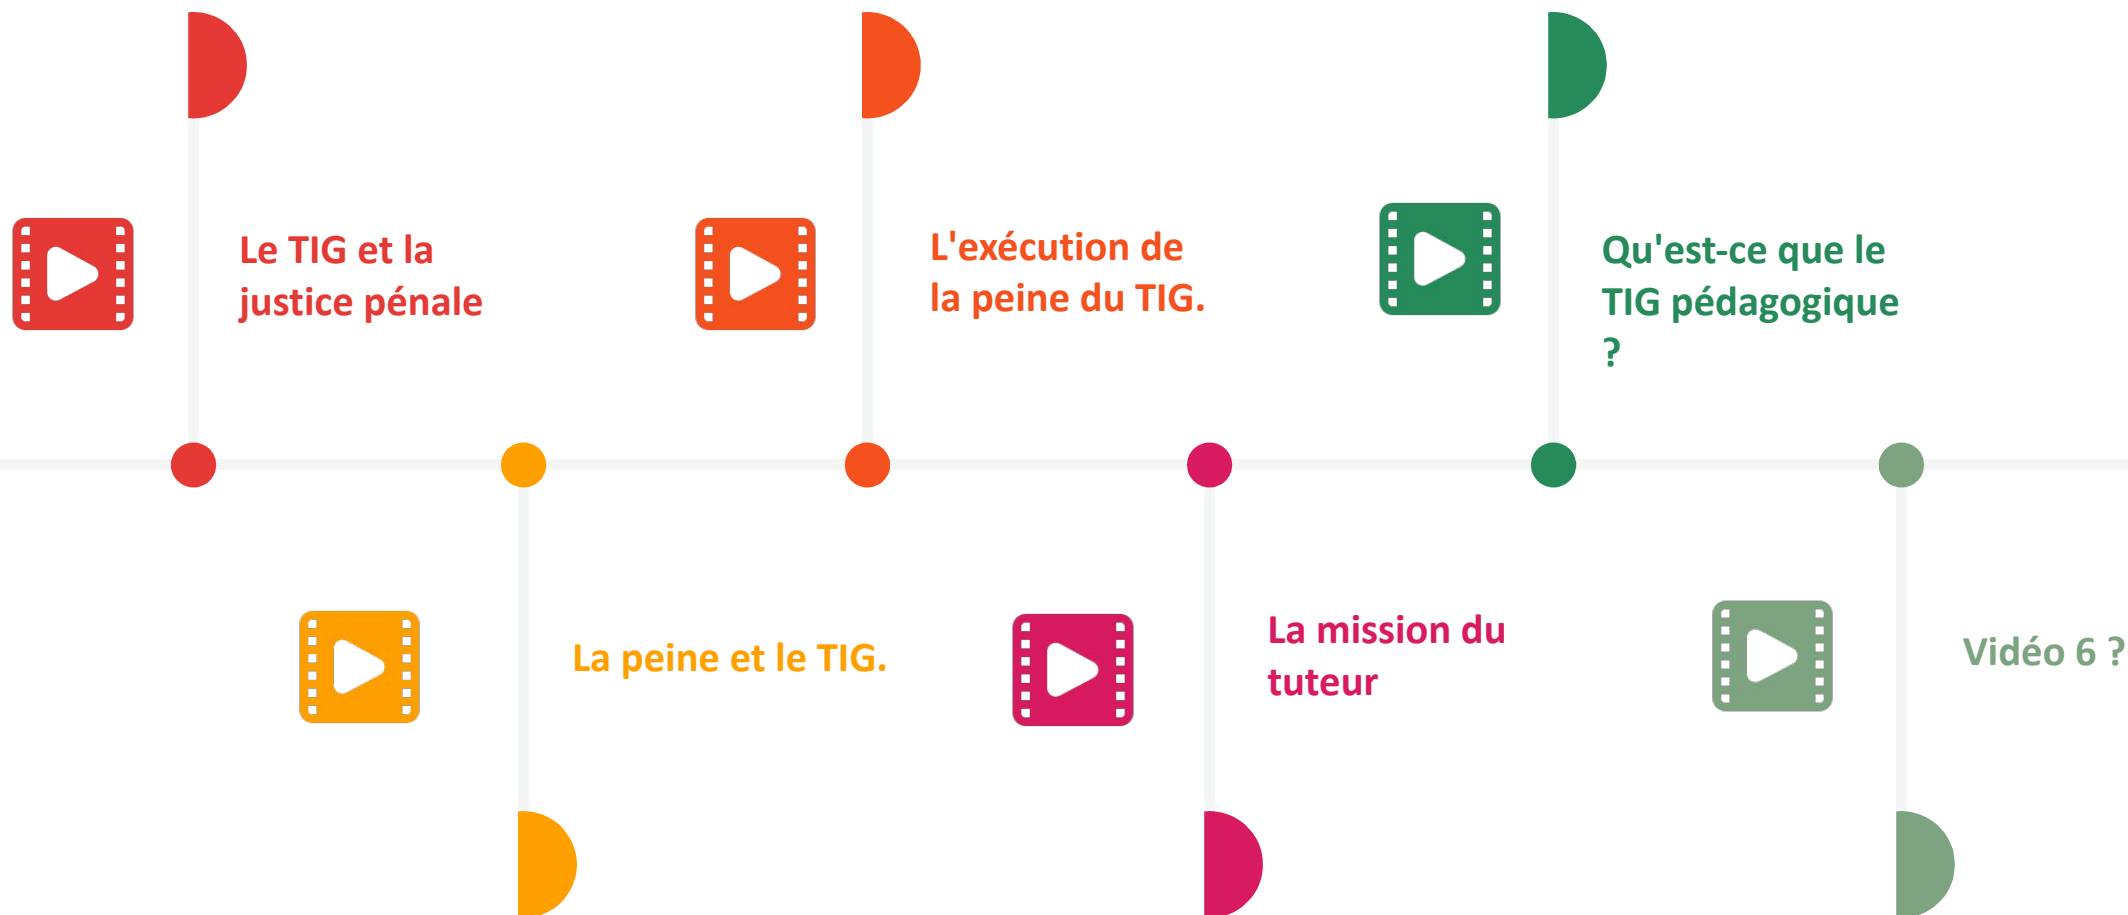 Le TIG et la
justice pénale
La peine et le TIG.
L'exécution de
la peine du TIG.
La mission du
tuteur
Qu'est-ce que le
TIG pédagogique
?
Vidéo 6 ?